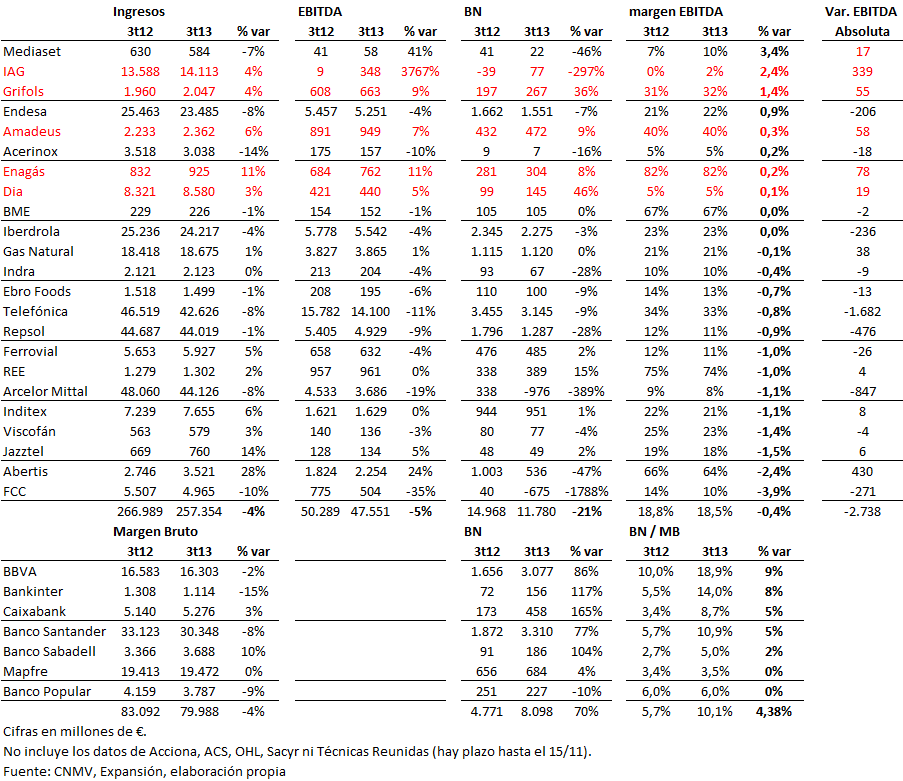 Ingresos EBITDA BN margen EBITDA Var. EBITDA
3t12 3t13 % var 3t12 3t13 % var 3t12 3t13 % var 3t12 3t13 % var Absoluta
Mediaset 630 584 -7% 41 58 41% 41 22 -46% 7% 10% 3,4% 17
IAG 13.588 14.113 4% 9 348 3767% -39 77 -297% 0% 2% 2,4% 339
Grifols 1.960 2.047 4% 608 663 9% 197 267 36% 31% 32% 1,4% 55
Endesa 25.463 23.485 -8% 5.457 5.251 -4% 1.662 1.551 -7% 21% 22% 0,9% -206
Amadeus 2.233 2.362 6% 891 949 7% 432 472 9% 40% 40% 0,3% 58
Acerinox 3.518 3.038 -14% 175 157 -10% 9 7 -16% 5% 5% 0,2% -18
Enagás 832 925 11% 684 762 11% 281 304 8% 82% 82% 0,2% 78
Dia 8.321 8.580 3% 421 440 5% 99 145 46% 5% 5% 0,1% 19
BME 229 226 -1% 154 152 -1% 105 105 0% 67% 67% 0,0% -2
Iberdrola 25.236 24.217 -4% 5.778 5.542 -4% 2.345 2.275 -3% 23% 23% 0,0% -236
Gas Natural 18.418 18.675 1% 3.827 3.865 1% 1.115 1.120 0% 21% 21% -0,1% 38
Indra 2.121 2.123 0% 213 204 -4% 93 67 -28% 10% 10% -0,4% -9
Ebro Foods 1.518 1.499 -1% 208 195 -6% 110 100 -9% 14% 13% -0,7% -13
Telefónica 46.519 42.626 -8% 15.782 14.100 -11% 3.455 3.145 -9% 34% 33% -0,8% -1.682
Repsol 44.687 44.019 -1% 5.405 4.929 -9% 1.796 1.287 -28% 12% 11% -0,9% -476
Ferrovial 5.653 5.927 5% 658 632 -4% 476 485 2% 12% 11% -1,0% -26
REE 1.279 1.302 2% 957 961 0% 338 389 15% 75% 74% -1,0% 4
Arcelor Mittal 48.060 44.126 -8% 4.533 3.686 -19% 338 -976 -389% 9% 8% -1,1% -847
Inditex 7.239 7.655 6% 1.621 1.629 0% 944 951 1% 22% 21% -1,1% 8
Viscofán 563 579 3% 140 136 -3% 80 77 -4% 25% 23% -1,4% -4
Jazztel 669 760 14% 128 134 5% 48 49 2% 19% 18% -1,5% 6
Abertis 2.746 3.521 28% 1.824 2.254 24% 1.003 536 -47% 66% 64% -2,4% 430
FCC 5.507 4.965 -10% 775 504 -35% 40 -675 -1788% 14% 10% -3,9% -271
266.989 257.354 -4% 50.289 47.551 -5% 14.968 11.780 -21% 18,8% 18,5% -0,4% -2.738
Margen Bruto BN BN / MB
3t12 3t13 % var 3t12 3t13 % var 3t12 3t13 % var
BBVA 16.583 16.303 -2% 1.656 3.077 86% 10,0% 18,9% 9%
Bankinter 1.308 1.114 -15% 72 156 117% 5,5% 14,0% 8%
Caixabank 5.140 5.276 3% 173 458 165% 3,4% 8,7% 5%
Banco Santander 33.123 30.348 -8% 1.872 3.310 77% 5,7% 10,9% 5%
Banco Sabadell 3.366 3.688 10% 91 186 104% 2,7% 5,0% 2%
Mapfre 19.413 19.472 0% 656 684 4% 3,4% 3,5% 0%
Banco Popular 4.159 3.787 -9% 251 227 -10% 6,0% 6,0% 0%
83.092 79.988 -4% 4.771 8.098 70% 5,7% 10,1% 4,38%
Cifras en millones de €.
No incluye los datos de Acciona, ACS, OHL, Sacyr ni Técnicas Reunidas (hay plazo hasta el 15/11).
Fuente: CNMV, Expansión, elaboración propia